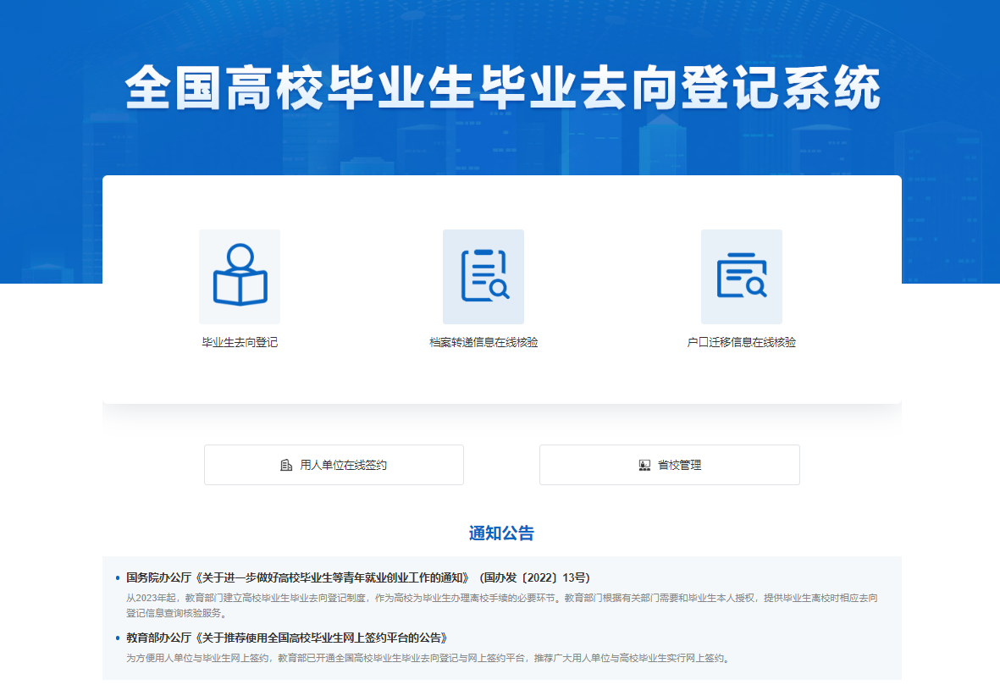 全国高校毕业生毕业去向登记系统
毕业生去向登记
档案转递信息在线核验
户口迁移信息在线核验
用人单位在线签约
省校管理
通知公告
国务院办公厅《关于进一步做好高校毕业生等青年就业创业工作的通知》（国办发〔2022〕13号）
从2023年起，教育部门建立高校毕业生毕业去向登记制度，作为高校为毕业生办理离校手续的必要环节。教育部门根据有关部门需要和毕业生本人授权，提供毕业生离校时相应去向
登记信息查询核验服务。
教育部办公厅《关于推荐使用全国高校毕业生网上签约平台的公告》
为方便用人单位与毕业生网上签约，教育部已开通全国高校毕业生毕业去向登记与网上签约平台，推荐广大用人单位与高校毕业生实行网上签约。